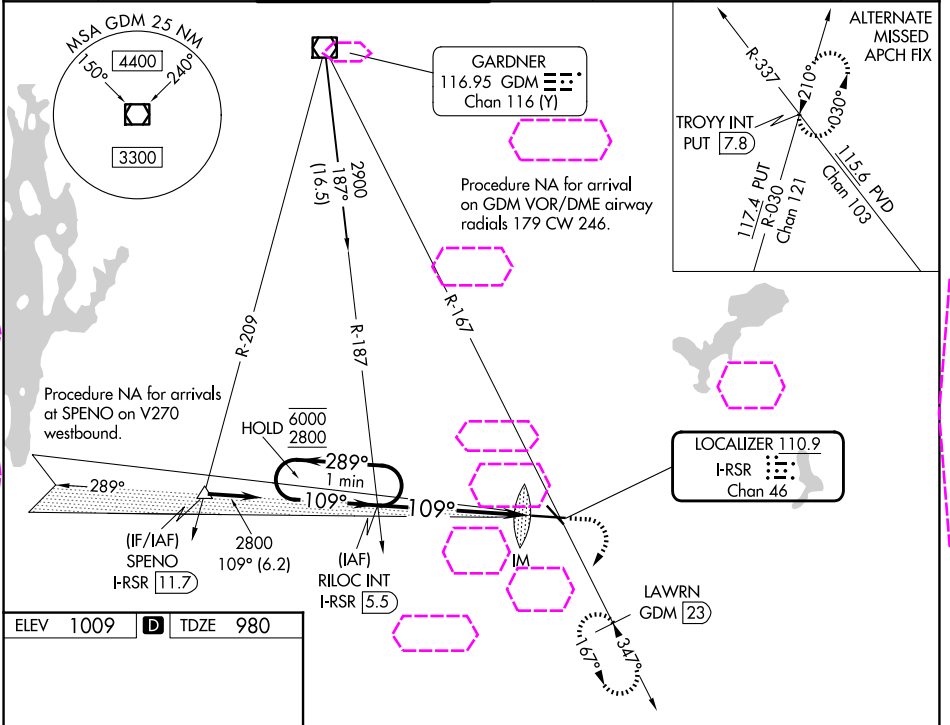 MSA GDM 25 NM
150°
240°
4400
3300
GARDNER
116.95 GDM
Chan 116 (Y)
ALTERNATE
MISSED
APCH FIX
R-337
210°
030°
TROYY INT
PUT 7.8
117.4 PUT
R-030
Chan 121
115.6 PVD
Chan 103
2900
187°
(16.5)
Procedure NA for arrival
on GDM VOR/DME airway
radials 179 CW 246.
R-209
R-187
R-167
Procedure NA for arrivals
at SPENO on V270
westbound.
HOLD
6000
2800
289°
1 min
109°
109°
289°
LOCALIZER 110.9
I-RSR
Chan 46
(IF/IAF)
SPENO
I-RSR 11.7
2800
109° (6.2)
(IAF)
RILOC INT
I-RSR 5.5
IM
LAWRN
GDM 23
167°
347°
ELEV 1009 D TDZE 980